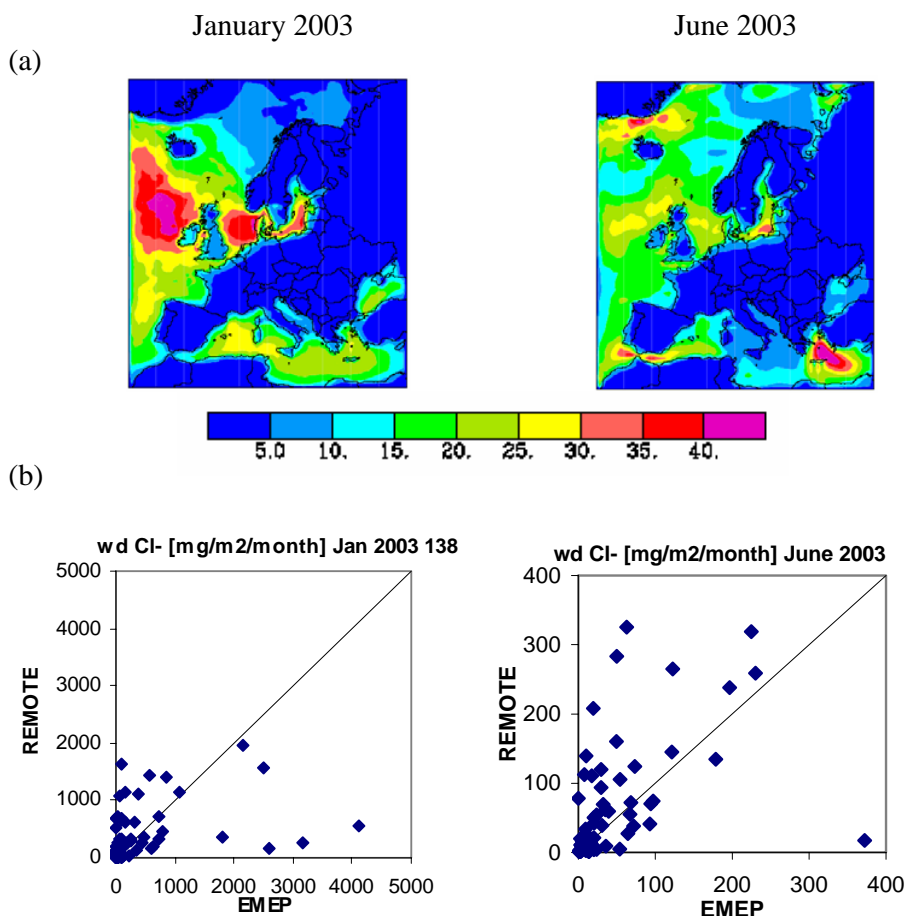 January 2003 June 2003
(a)
5.0 10. 15. 20. 25. 30. 35. 40.
(b)
wd Cl- [mg/m2/month] Jan 2003 138
5000
4000
3000
2000
1000
0
0 1000 2000 3000 4000 5000
REMOTE
EMEP
wd Cl- [mg/m2/month] June 2003
400
300
200
100
0
0 100 200 300 400
REMOTE
EMEP